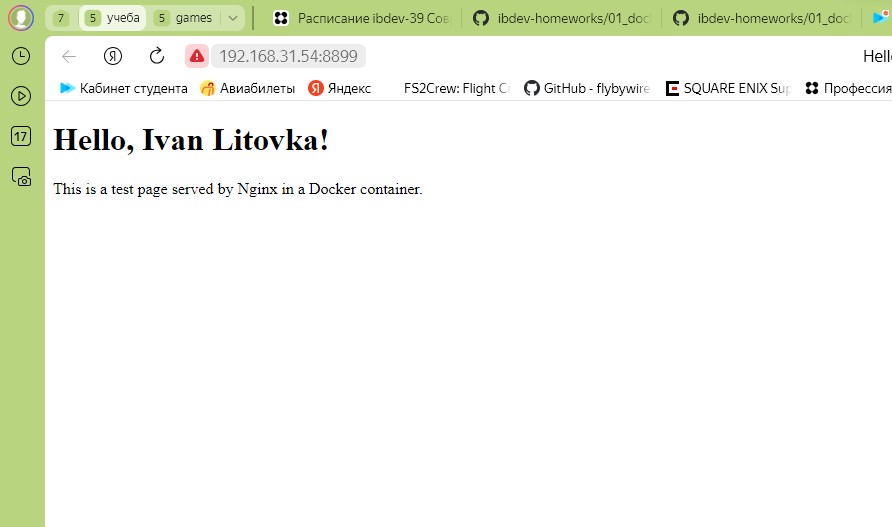 7 5 учеба 5 games Расписание ibdev-39 Сов ibdev-homeworks/01_doc ibdev-homeworks/01_doc
Я 192.168.31.54:8899 Hell
Кабинет студента Авиабилеты Я Яндекс FS2Crew: Flight C GitHub - flybywire SQUARE ENIX Sup Профессия
17
Hello, Ivan Litovka!
This is a test page served by Nginx in a Docker container.